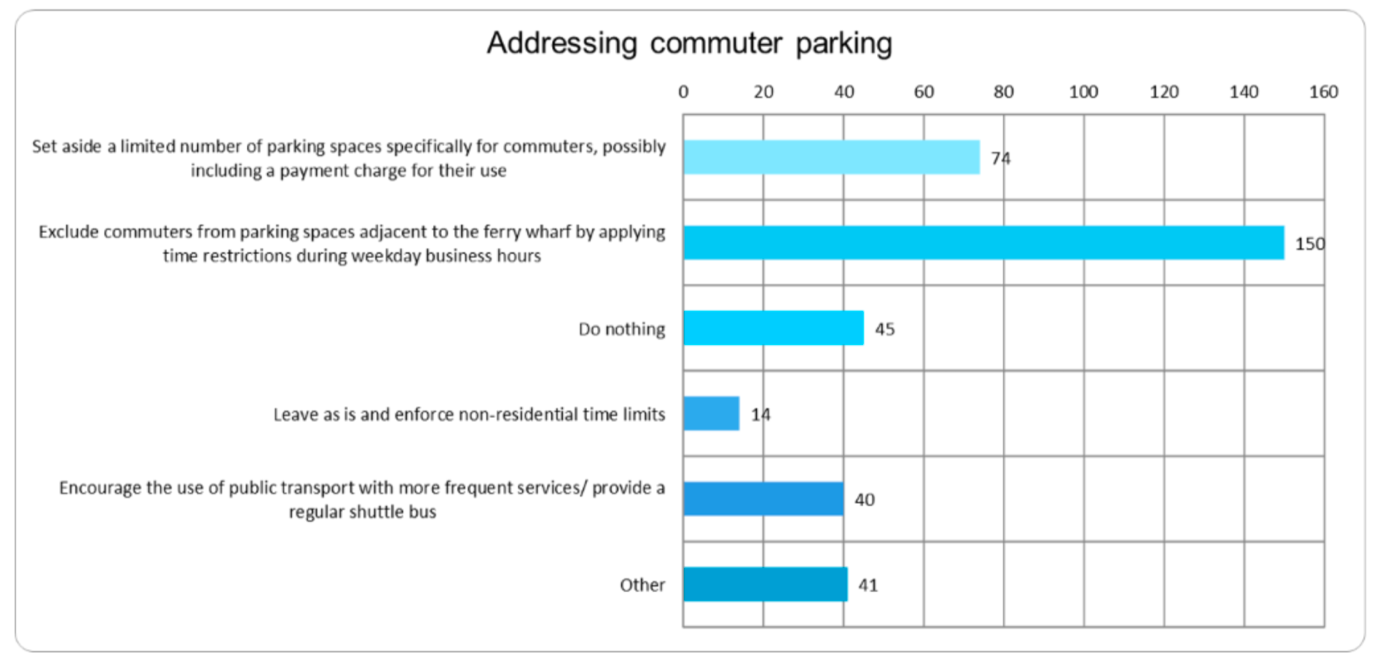 Addressing commuter parking
0 20 40 60 80 100 120 140 160
Set aside a limited number of parking spaces specifically for commuters, possibly
including a payment charge for their use
74
Exclude commuters from parking spaces adjacent to the ferry wharf by applying
time restrictions during weekday business hours
150
Do nothing
45
Leave as is and enforce non-residential time limits
14
Encourage the use of public transport with more frequent services/ provide a
regular shuttle bus
40
Other
41